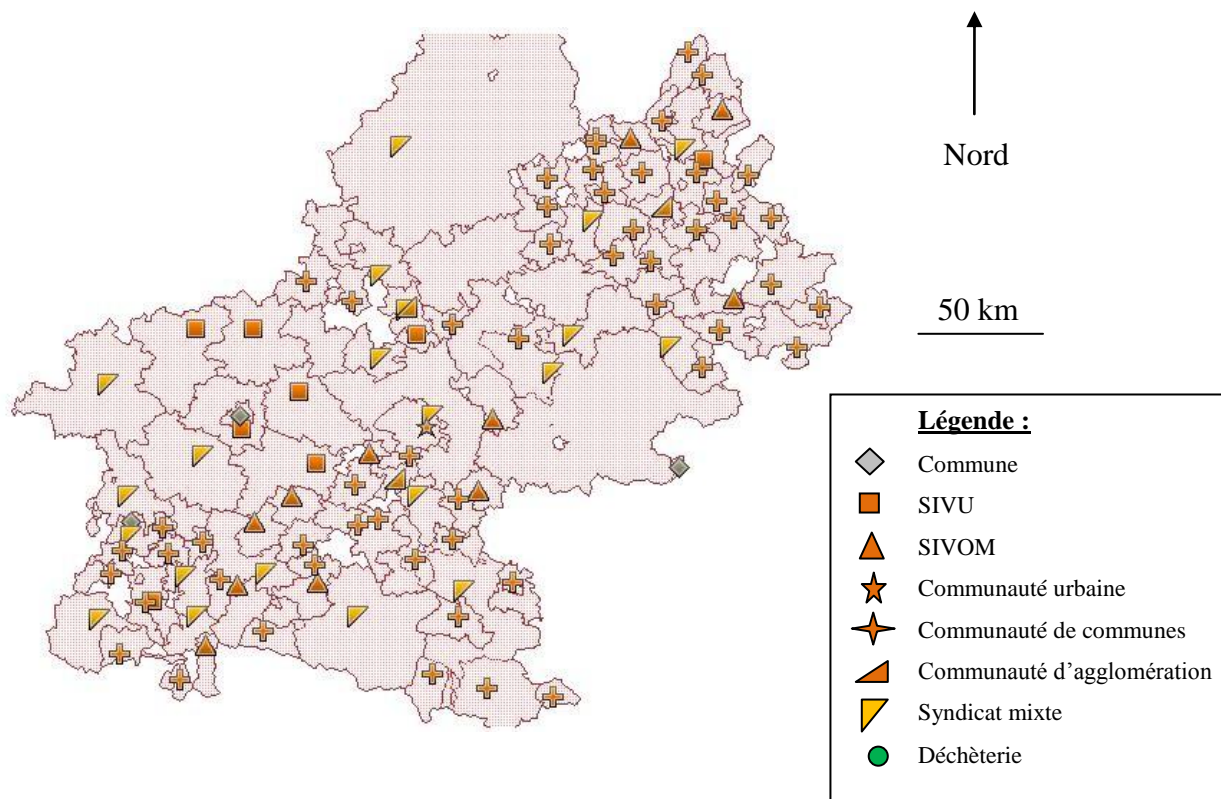 Nord
50 km
Légende :
Commune
SIVU
SIVOM
Communauté urbaine
Communauté de communes
Communauté d’agglomération
Syndicat mixte
Déchèterie